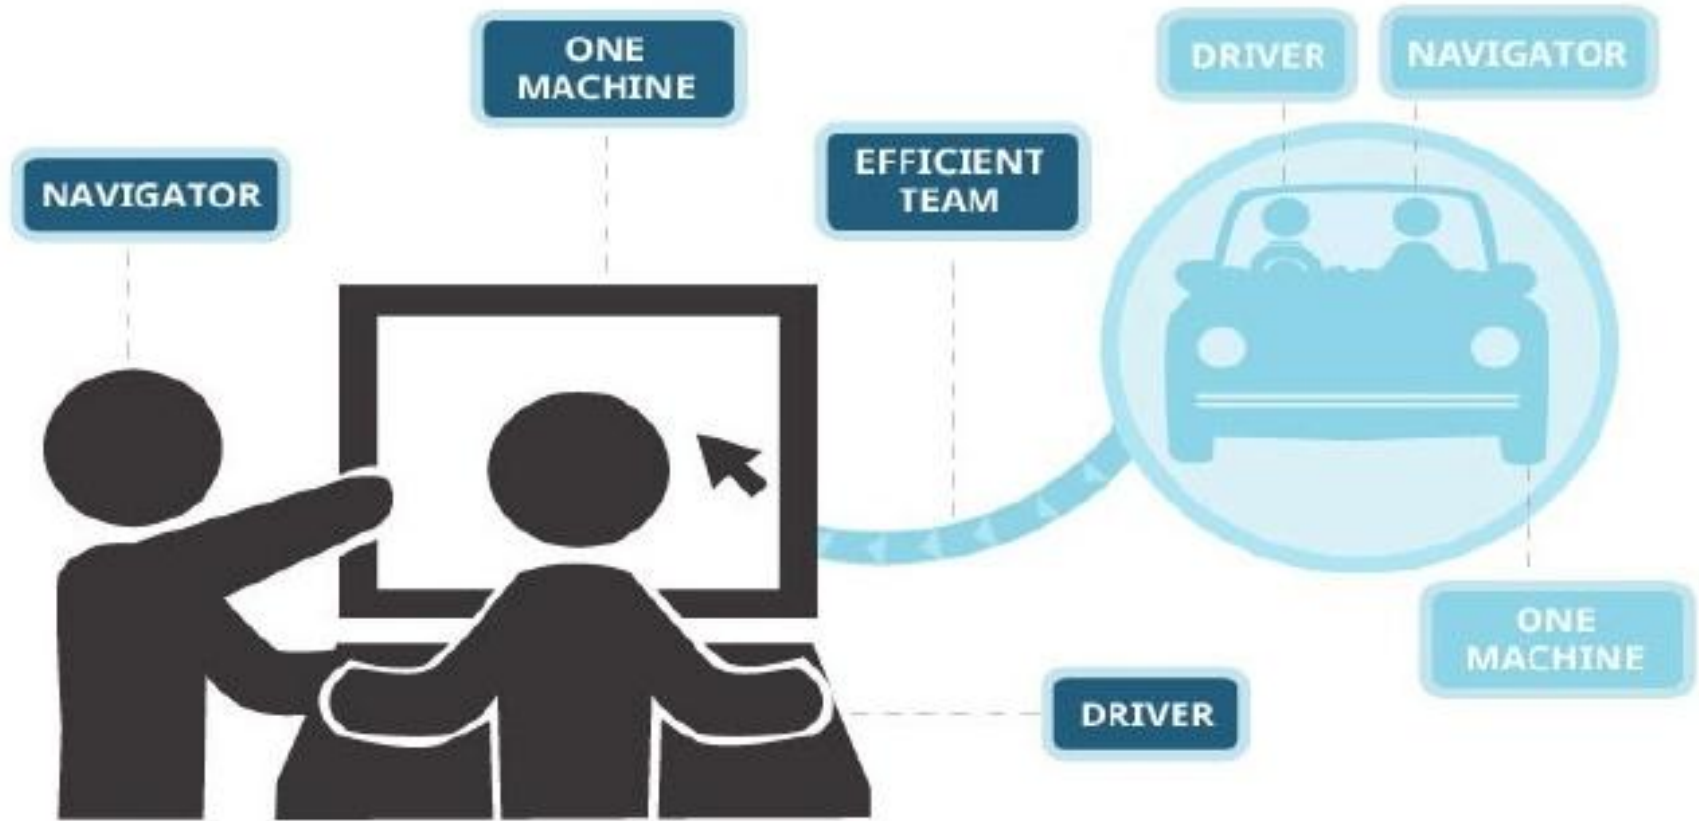 ONE
MACHINE
DRIVER
NAVIGATOR
EFFICIENT
TEAM
NAVIGATOR
ONE
MACHINE
DRIVER